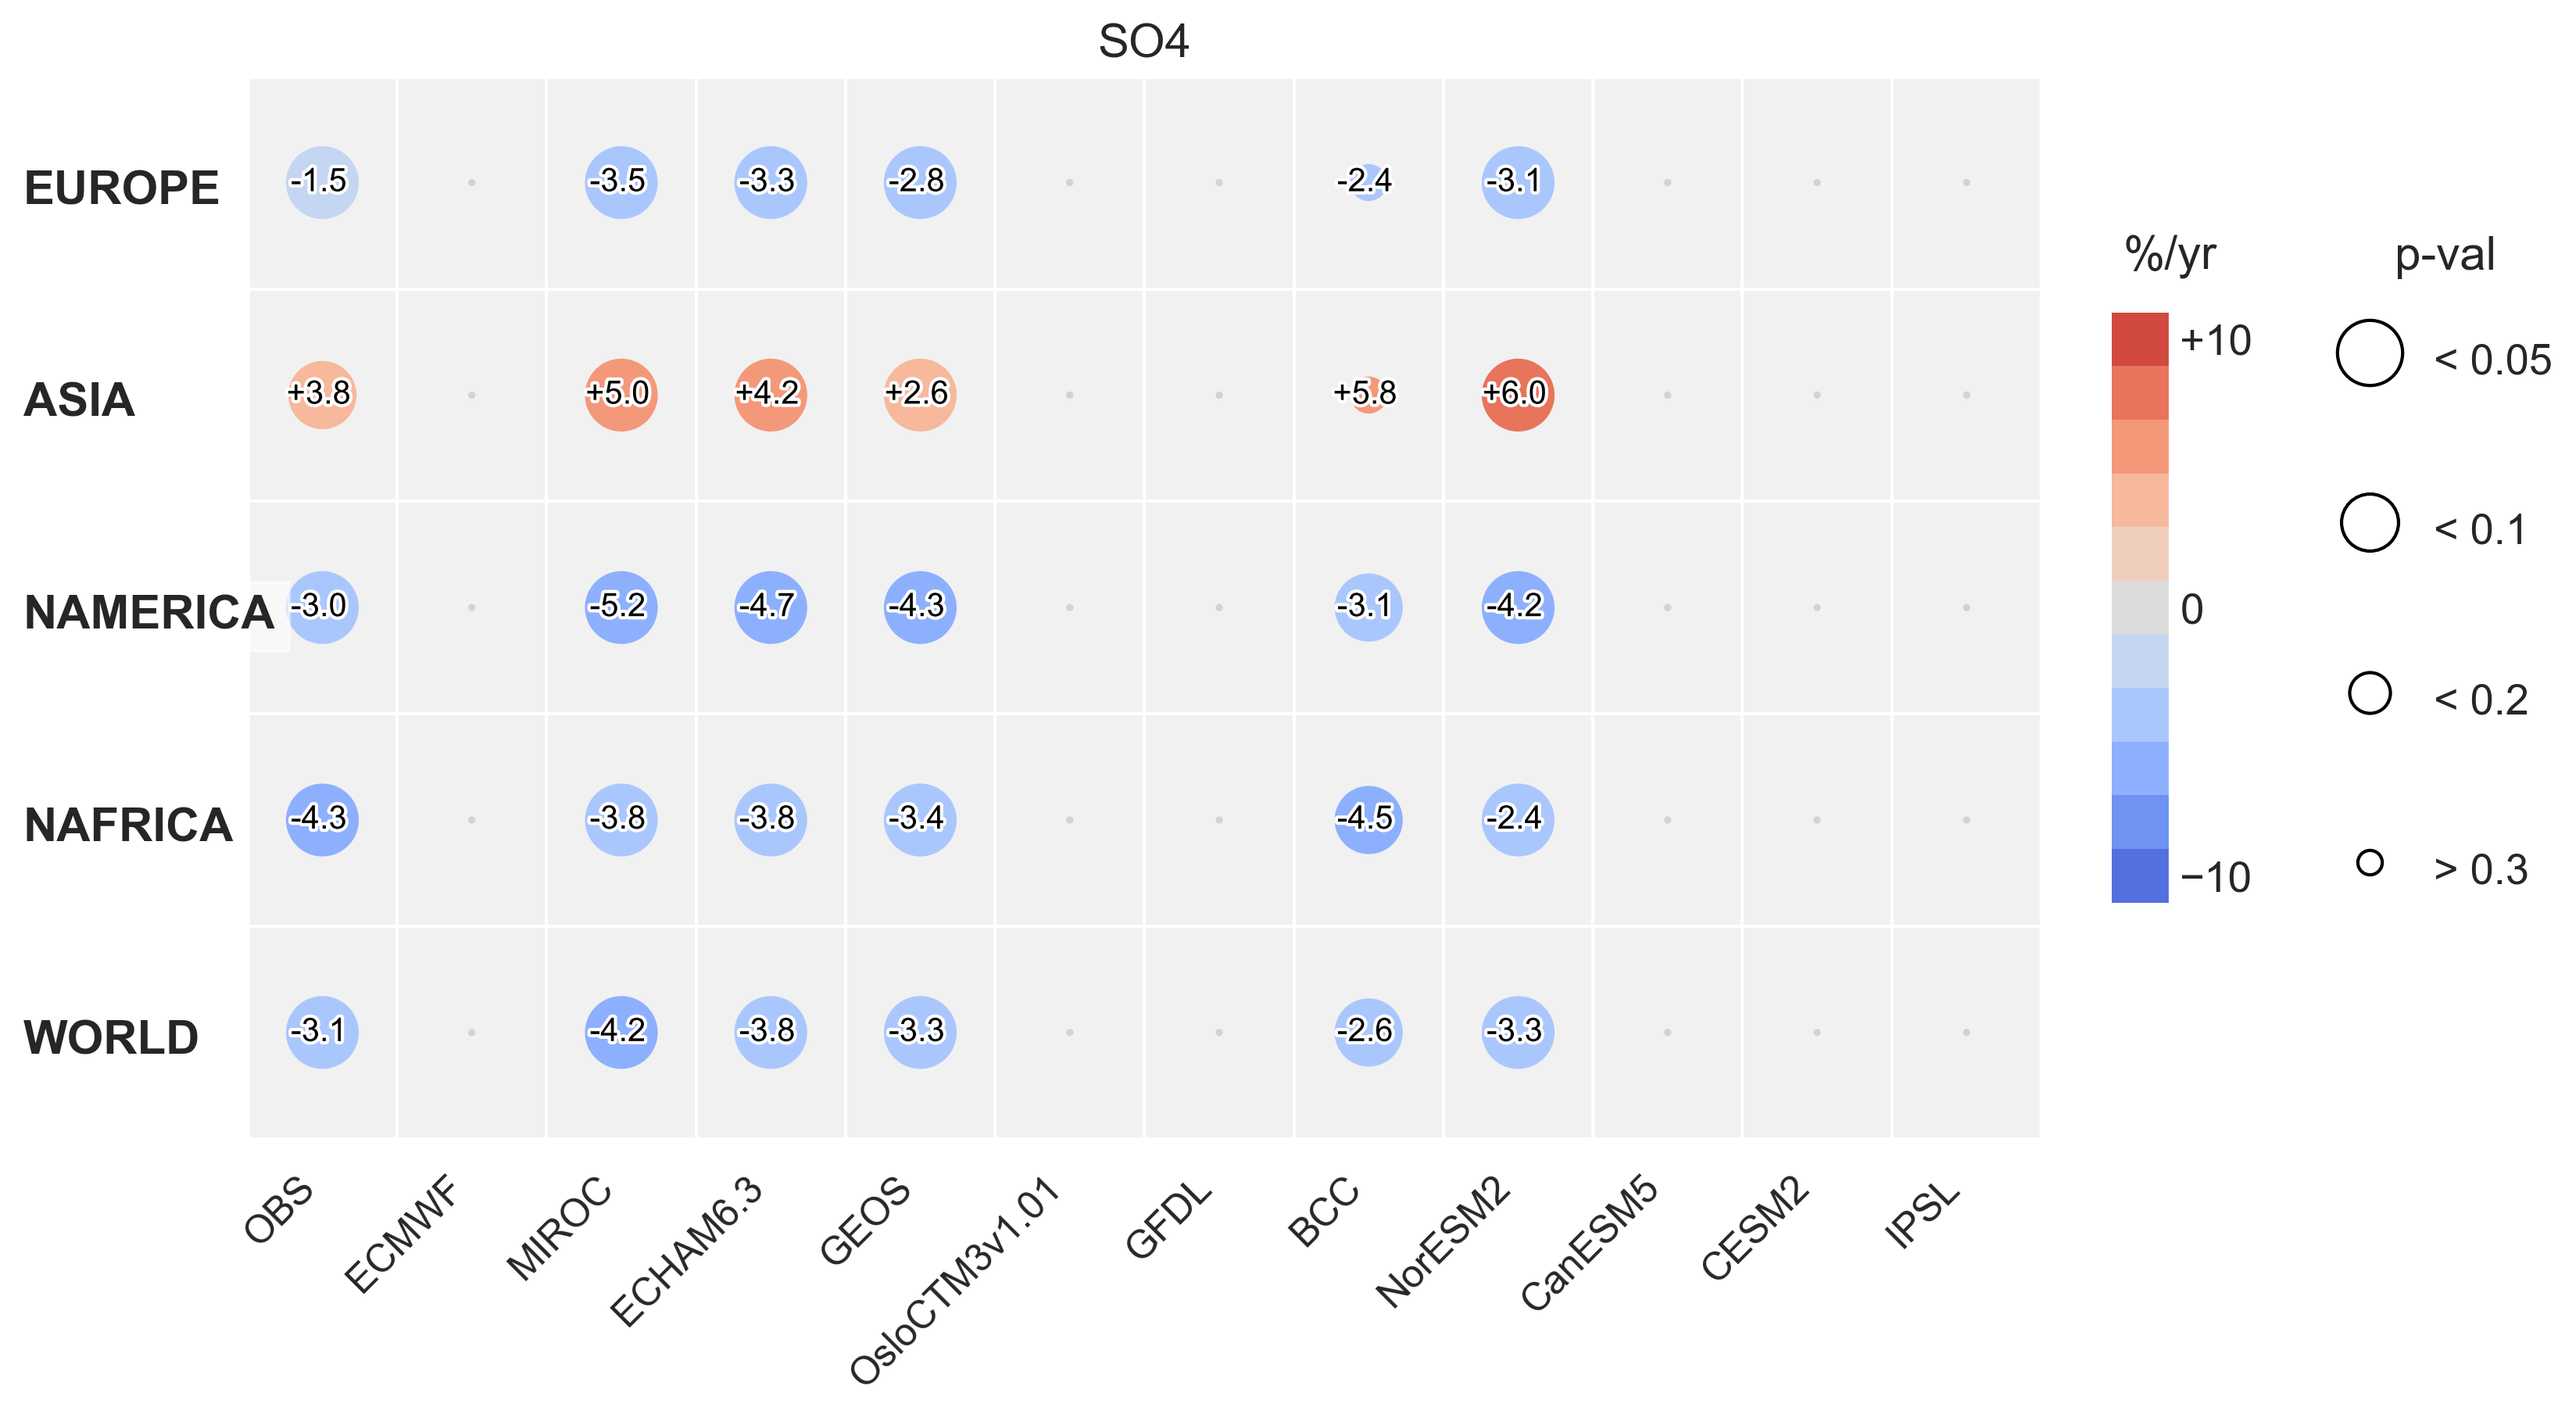 SO4
EUROPE -1.5 -3.5 -3.3 -2.8 -2.4 -3.1
ASIA +3.8 +5.0 +4.2 +2.6 +5.8 +6.0
NAMERICA -3.0 -5.2 -4.7 -4.3 -3.1 -4.2
NAFRICA -4.3 -3.8 -3.8 -3.4 -4.5 -2.4
WORLD -3.1 -4.2 -3.8 -3.3 -2.6 -3.3
OBS
ECMWF
MIROC
ECHAM6.3
GEOS
OsloCTM3v1.01
GFDL
BCC
NorESM2
CanESM5
CESM2
IPSL
%/yr
+10
0
−10
p-val
< 0.05
< 0.1
< 0.2
> 0.3